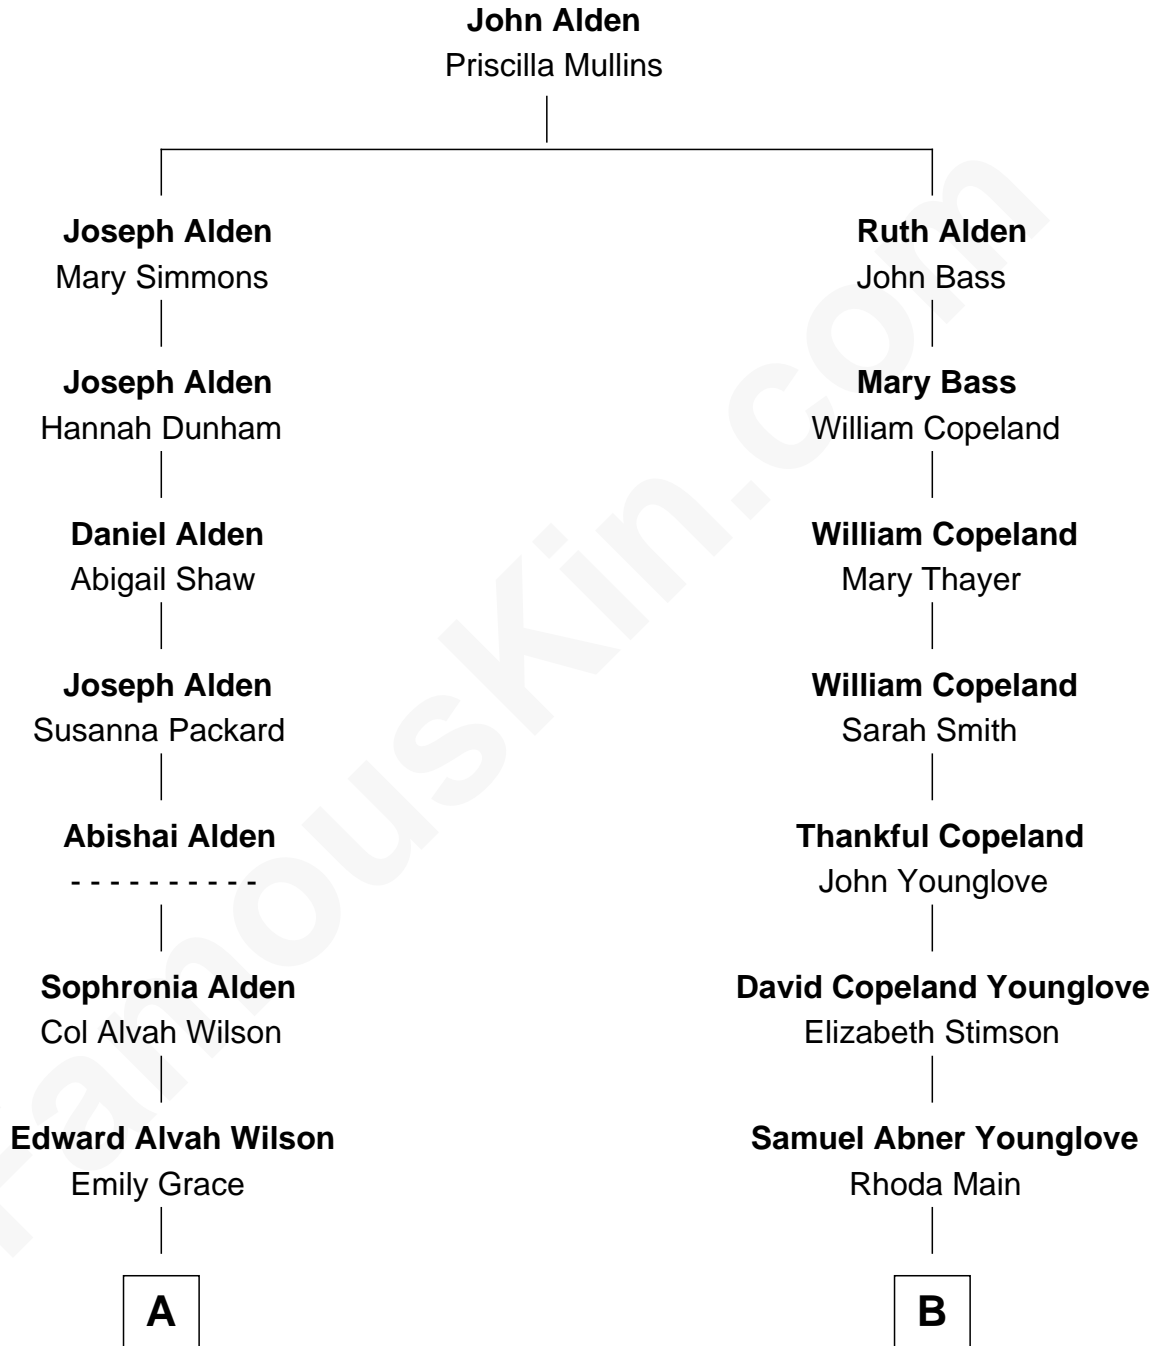 John Alden
Priscilla Mullins
Joseph Alden
Mary Simmons
Ruth Alden
John Bass
Joseph Alden
Hannah Dunham
Mary Bass
William Copeland
Daniel Alden
Abigail Shaw
William Copeland
Mary Thayer
Joseph Alden
Susanna Packard
William Copeland
Sarah Smith
Abishai Alden
- - - - - - - - - -
Thankful Copeland
John Younglove
Sophronia Alden
Col Alvah Wilson
David Copeland Younglove
Elizabeth Stimson
Edward Alvah Wilson
Emily Grace
Samuel Abner Younglove
Rhoda Main
A
B
FamousKin.com